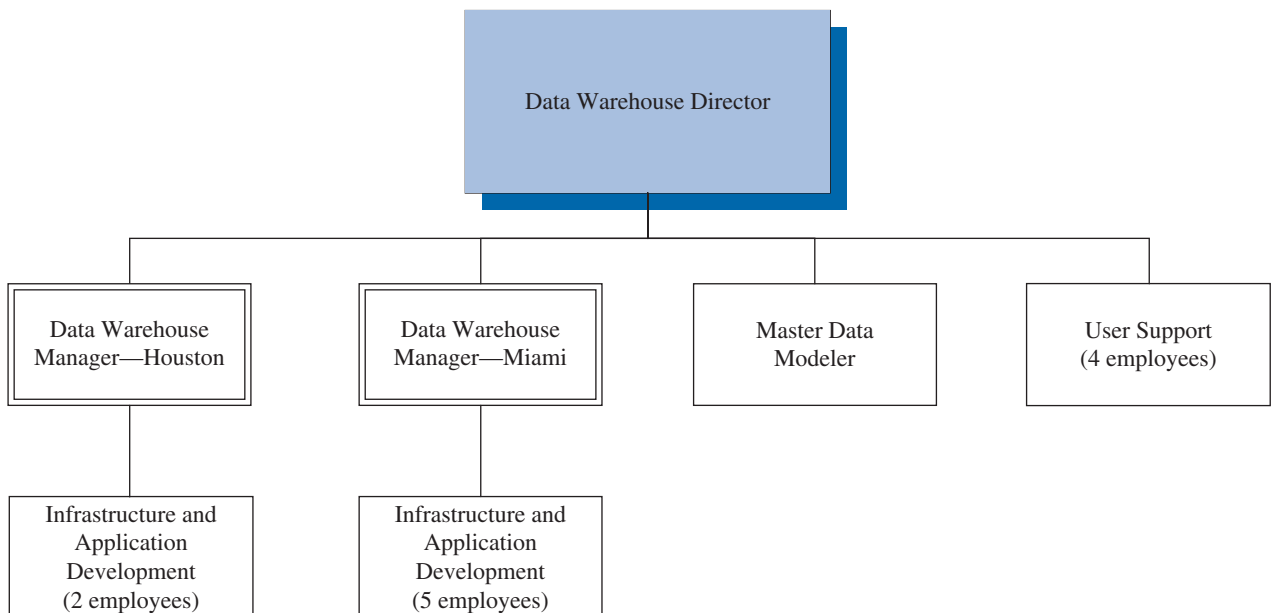 Data Warehouse Director
Data Warehouse
Manager—Houston
Data Warehouse
Manager—Miami
Master Data
Modeler
User Support
(4 employees)
Infrastructure and
Application
Development
(2 employees)
Infrastructure and
Application
Development
(5 employees)